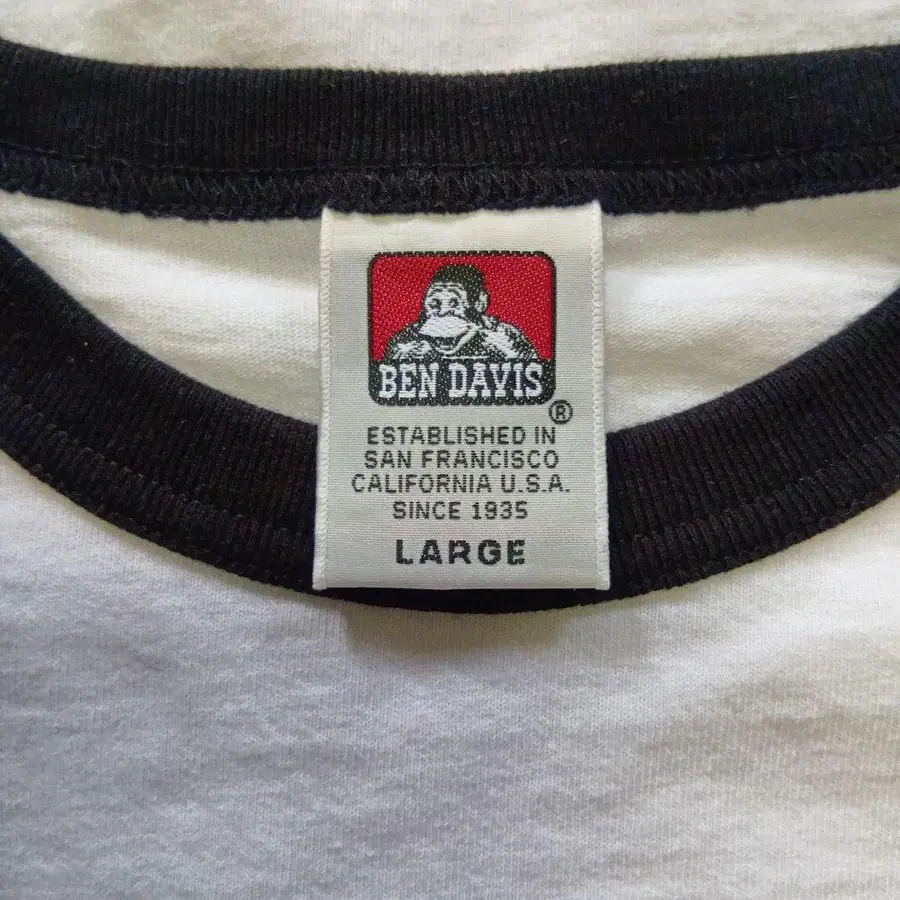 BEN DAVIS
®
ESTABLISHED IN
SAN FRANCISCO
CALIFORNIA U.S.A.
SINCE 1935
LARGE